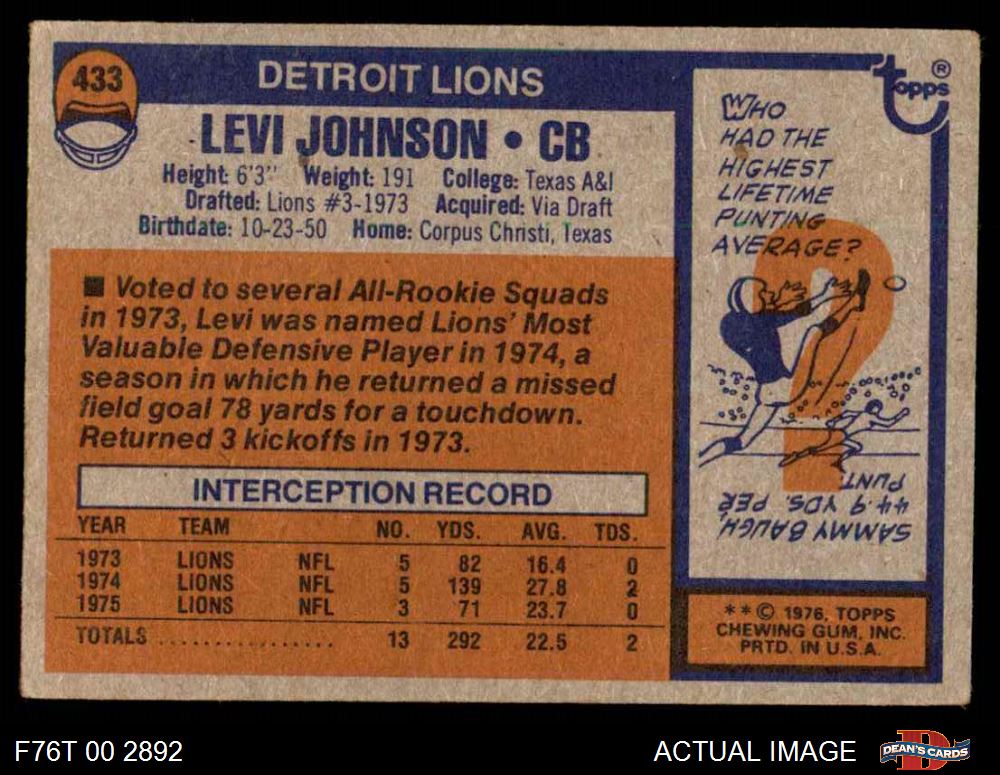 433
DETROIT LIONS
LEVI JOHNSON • CB
Height: 6'3" Weight: 191 College: Texas A&I
Drafted: Lions #3-1973 Acquired: Via Draft
Birthdate: 10-23-50 Home: Corpus Christi, Texas
■ Voted to several All-Rookie Squads
in 1973, Levi was named Lions' Most
Valuable Defensive Player in 1974, a
season in which he returned a missed
field goal 78 yards for a touchdown.
Returned 3 kickoffs in 1973.
INTERCEPTION RECORD
YEAR TEAM NO. YDS. AVG. TDS.
1973 LIONS NFL 5 82 16.4 0
1974 LIONS NFL 5 139 27.8 2
1975 LIONS NFL 3 71 23.7 0
TOTALS ............... 13 292 22.5 2
Topps®
WHO
HAD THE
HIGHEST
LIFETIME
PUNTING
AVERAGE?
?
SAMMY BAUGH,
44.9 YDS. PER
PUNT.
** © 1976, TOPPS
CHEWING GUM, INC.
PRTD. IN U.S.A.
F76T 00 2892
ACTUAL IMAGE
D
DEAN'S CARDS